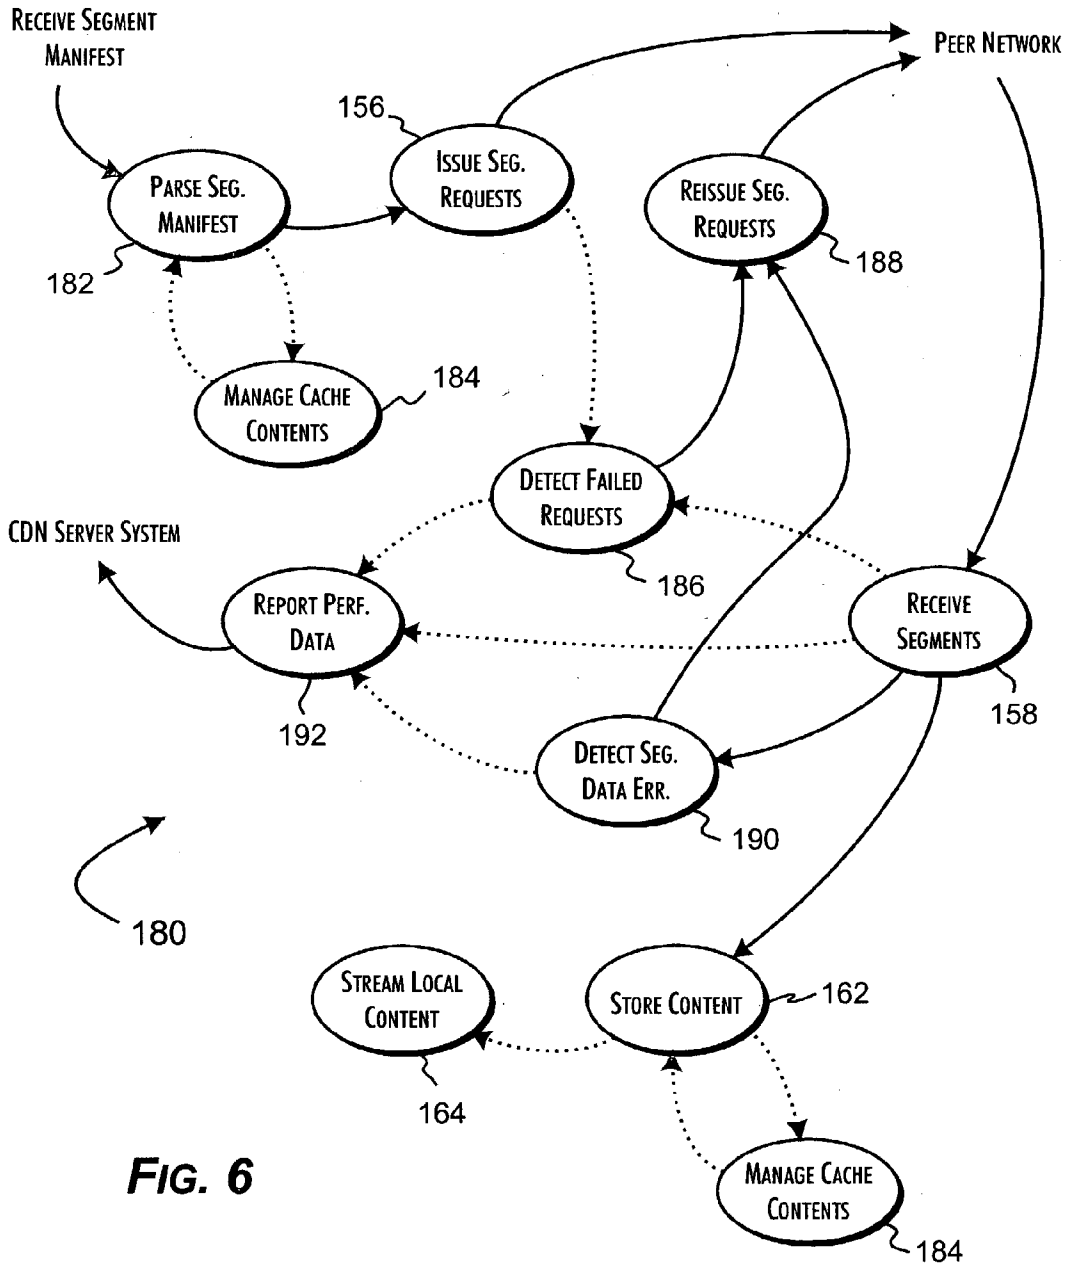 RECEIVE SEGMENT
MANIFEST
PEER NETWORK
156
ISSUE SEG.
REQUESTS
PARSE SEG.
MANIFEST
REISSUE SEG.
REQUESTS
182
188
MANAGE CACHE
CONTENTS
184
DETECT FAILED
REQUESTS
CDN SERVER SYSTEM
186
REPORT PERF.
DATA
RECEIVE
SEGMENTS
192
158
DETECT SEG.
DATA ERR.
190
180
STREAM LOCAL
CONTENT
STORE CONTENT
162
164
FIG. 6
MANAGE CACHE
CONTENTS
184